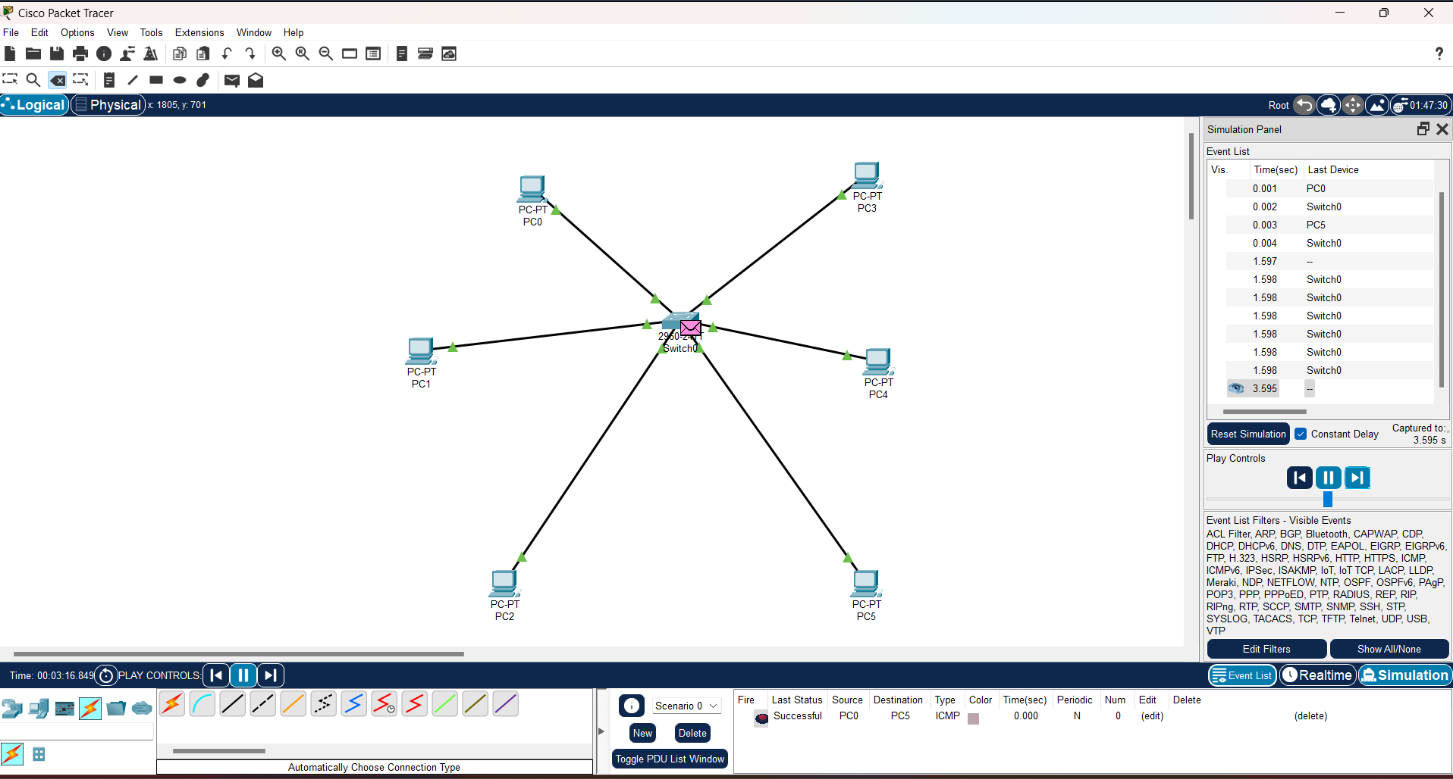 Cisco Packet Tracer
File Edit Options View Tools Extensions Window Help
?
Logical Physical x: 1805, y: 701 Root 01:47:30
PC-PT
PC0
PC-PT
PC3
PC-PT
PC1
Switch0
PC-PT
PC4
PC-PT
PC2
PC-PT
PC5
Simulation Panel
Event List
Vis. Time(sec) Last Device
0.001 PC0
0.002 Switch0
0.003 PC5
0.004 Switch0
1.597 --
1.598 Switch0
1.598 Switch0
1.598 Switch0
1.598 Switch0
1.598 Switch0
1.598 Switch0
3.595 --
Reset Simulation Constant Delay Captured to:
3.595 s
Play Controls
Event List Filters - Visible Events
ACL Filter, ARP, BGP, Bluetooth, CAPWAP, CDP,
DHCP, DHCPv6, DNS, DTP, EAPOL, EIGRP, EIGRPv6,
FTP, H.323, HSRP, HSRPv6, HTTP, HTTPS, ICMP,
ICMPv6, IPSec, ISAKMP, IoT, IoT TCP, LACP, LLDP,
Meraki, NDP, NETFLOW, NTP, OSPF, OSPFv6, PAgP,
POP3, PPP, PPPoED, PTP, RADIUS, REP, RIP,
RIPng, RTP, SCCP, SMTP, SNMP, SSH, STP,
SYSLOG, TACACS, TCP, TFTP, Telnet, UDP, USB,
VTP
Edit Filters Show All/None
Time: 00:03:16.849 PLAY CONTROLS: Event List Realtime Simulation
Scenario 0
New Delete
Toggle PDU List Window
Fire Last Status Source Destination Type Color Time(sec) Periodic Num Edit Delete
Successful PC0 PC5 ICMP 0.000 N 0 (edit) (delete)
Automatically Choose Connection Type